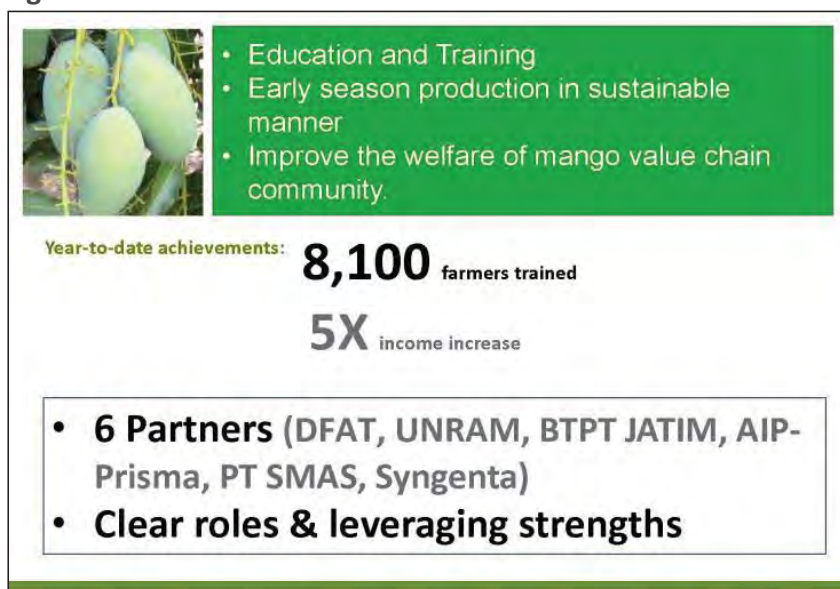 • Education and Training
• Early season production in sustainable
manner
• Improve the welfare of mango value chain
community.
Year-to-date achievements:
8,100 farmers trained
5X income increase
• 6 Partners (DFAT, UNRAM, BTPT JATIM, AIP-
Prisma, PT SMAS, Syngenta)
• Clear roles & leveraging strengths